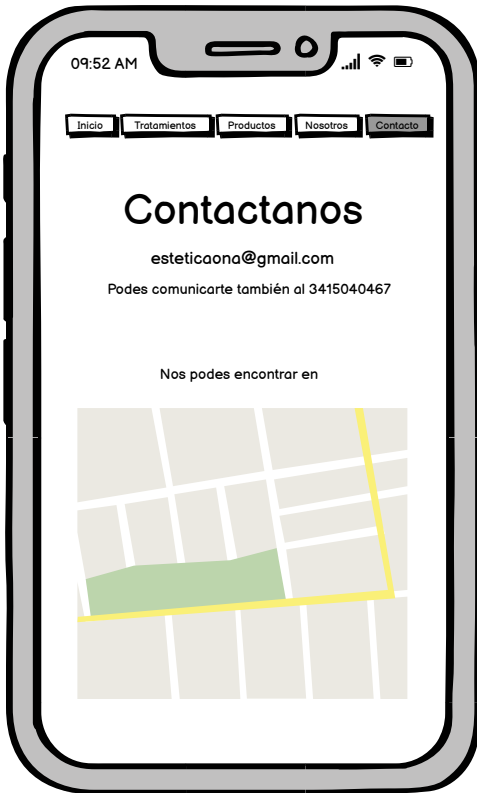 09:52 AM
Inicio Tratamientos Productos Nosotros Contacto
Contactanos
esteticaona@gmail.com
Podes comunicarte también al 3415040467
Nos podes encontrar en